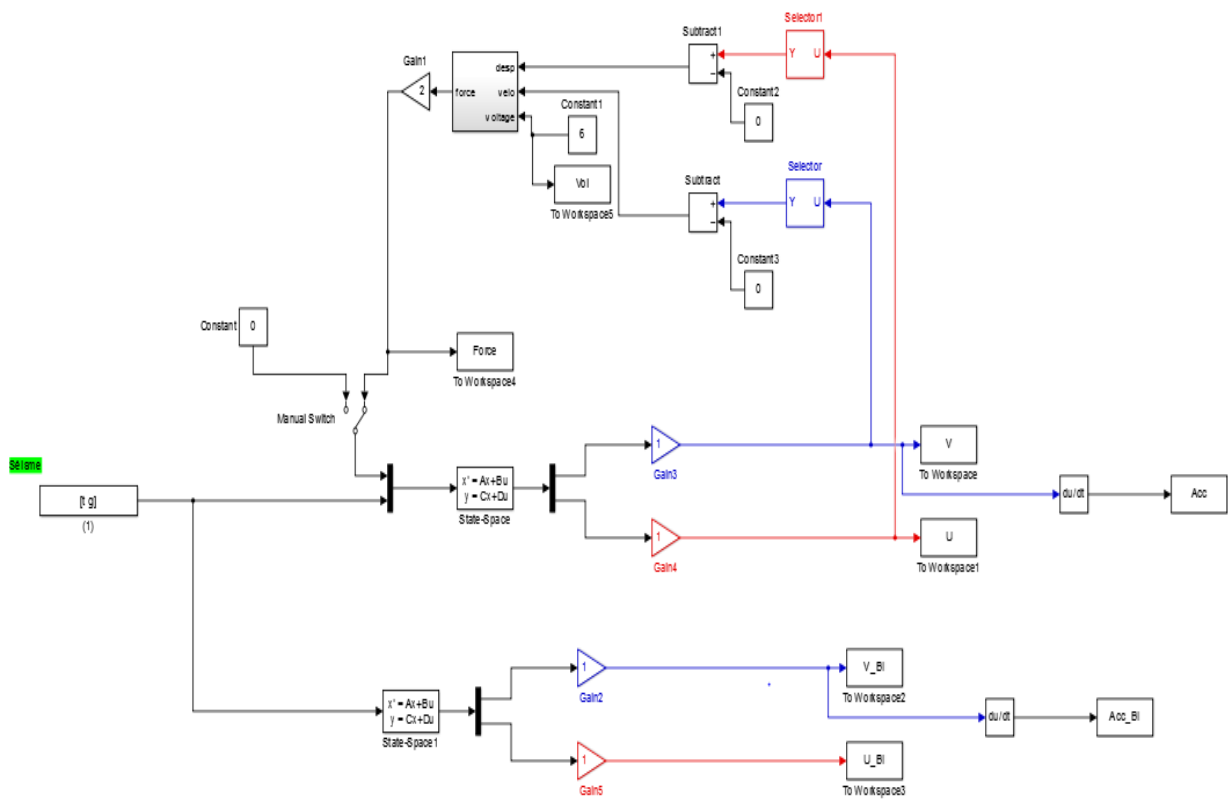 Selector1
Subtract1
Y U
+
−
Gain1
2
desp
force
velo
voltage
Constant1
6
Constant2
0
Vol
To Workspace5
Selector
Subtract
Y U
+
−
Constant3
0
Constant
0
Force
To Workspace4
Manual Switch
Séisme
[t g]
(1)
x' = Ax+Bu
y = Cx+Du
State-Space
1
Gain3
V
To Workspace
du/dt
Acc
1
Gain4
U
To Workspace1
x' = Ax+Bu
y = Cx+Du
State-Space1
1
Gain2
V_BI
To Workspace2
du/dt
Acc_BI
1
Gain5
U_BI
To Workspace3